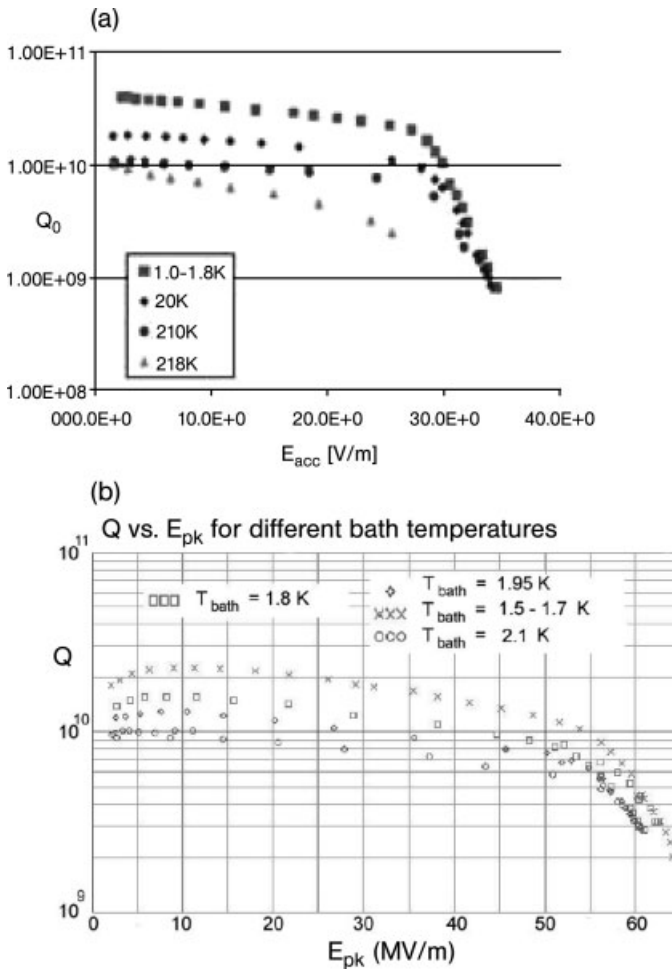 (a)
1.00E+11
1.00E+10
Q0
1.00E+09
1.00E+08
1.0-1.8K
20K
210K
218K
000.0E+0 10.0E+0 20.0E+0 30.0E+0 40.0E+0
Eacc [V/m]
(b)
Q vs. Epk for different bath temperatures
10^11
Tbath = 1.8 K
Tbath = 1.95 K
Tbath = 1.5 - 1.7 K
Tbath = 2.1 K
Q
10^10
10^9
0 10 20 30 40 50 60
Epk (MV/m)